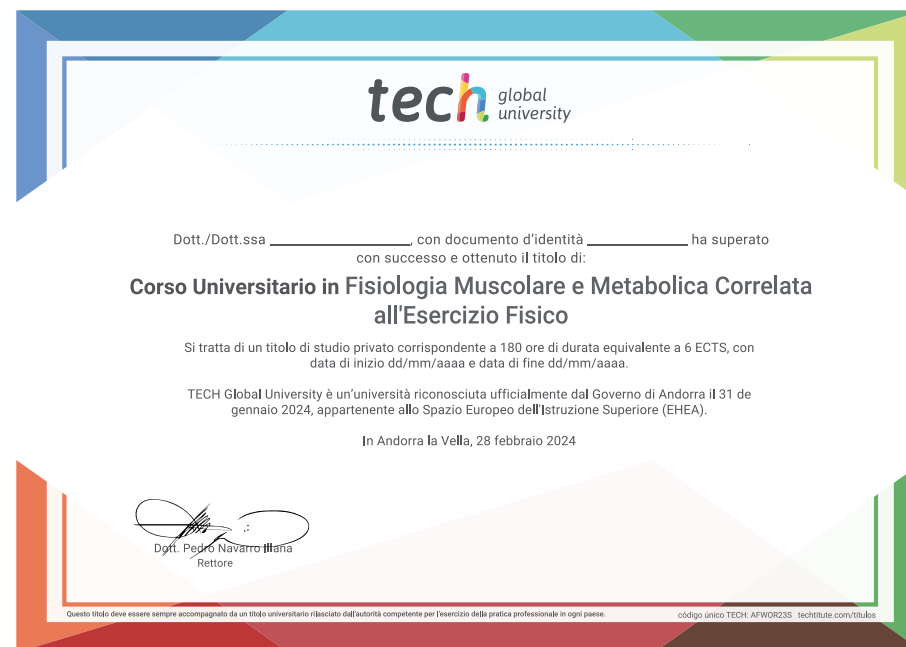 tech global
university
Dott./Dott.ssa ___________________, con documento d'identità ______________ ha superato
con successo e ottenuto il titolo di:
Corso Universitario in Fisiologia Muscolare e Metabolica Correlata
all'Esercizio Fisico
Si tratta di un titolo di studio privato corrispondente a 180 ore di durata equivalente a 6 ECTS, con
data di inizio dd/mm/aaaa e data di fine dd/mm/aaaa.
TECH Global University è un'università riconosciuta ufficialmente dal Governo di Andorra il 31 de
gennaio 2024, appartenente allo Spazio Europeo dell'Istruzione Superiore (EHEA).
In Andorra la Vella, 28 febbraio 2024
Dott. Pedro Navarro Illana
Rettore
Questo titolo deve essere sempre accompagnato da un titolo universitario rilasciato dall'autorità competente per l'esercizio della pratica professionale in ogni paese.
código único TECH: AFWOR23S techtitute.com/titulos